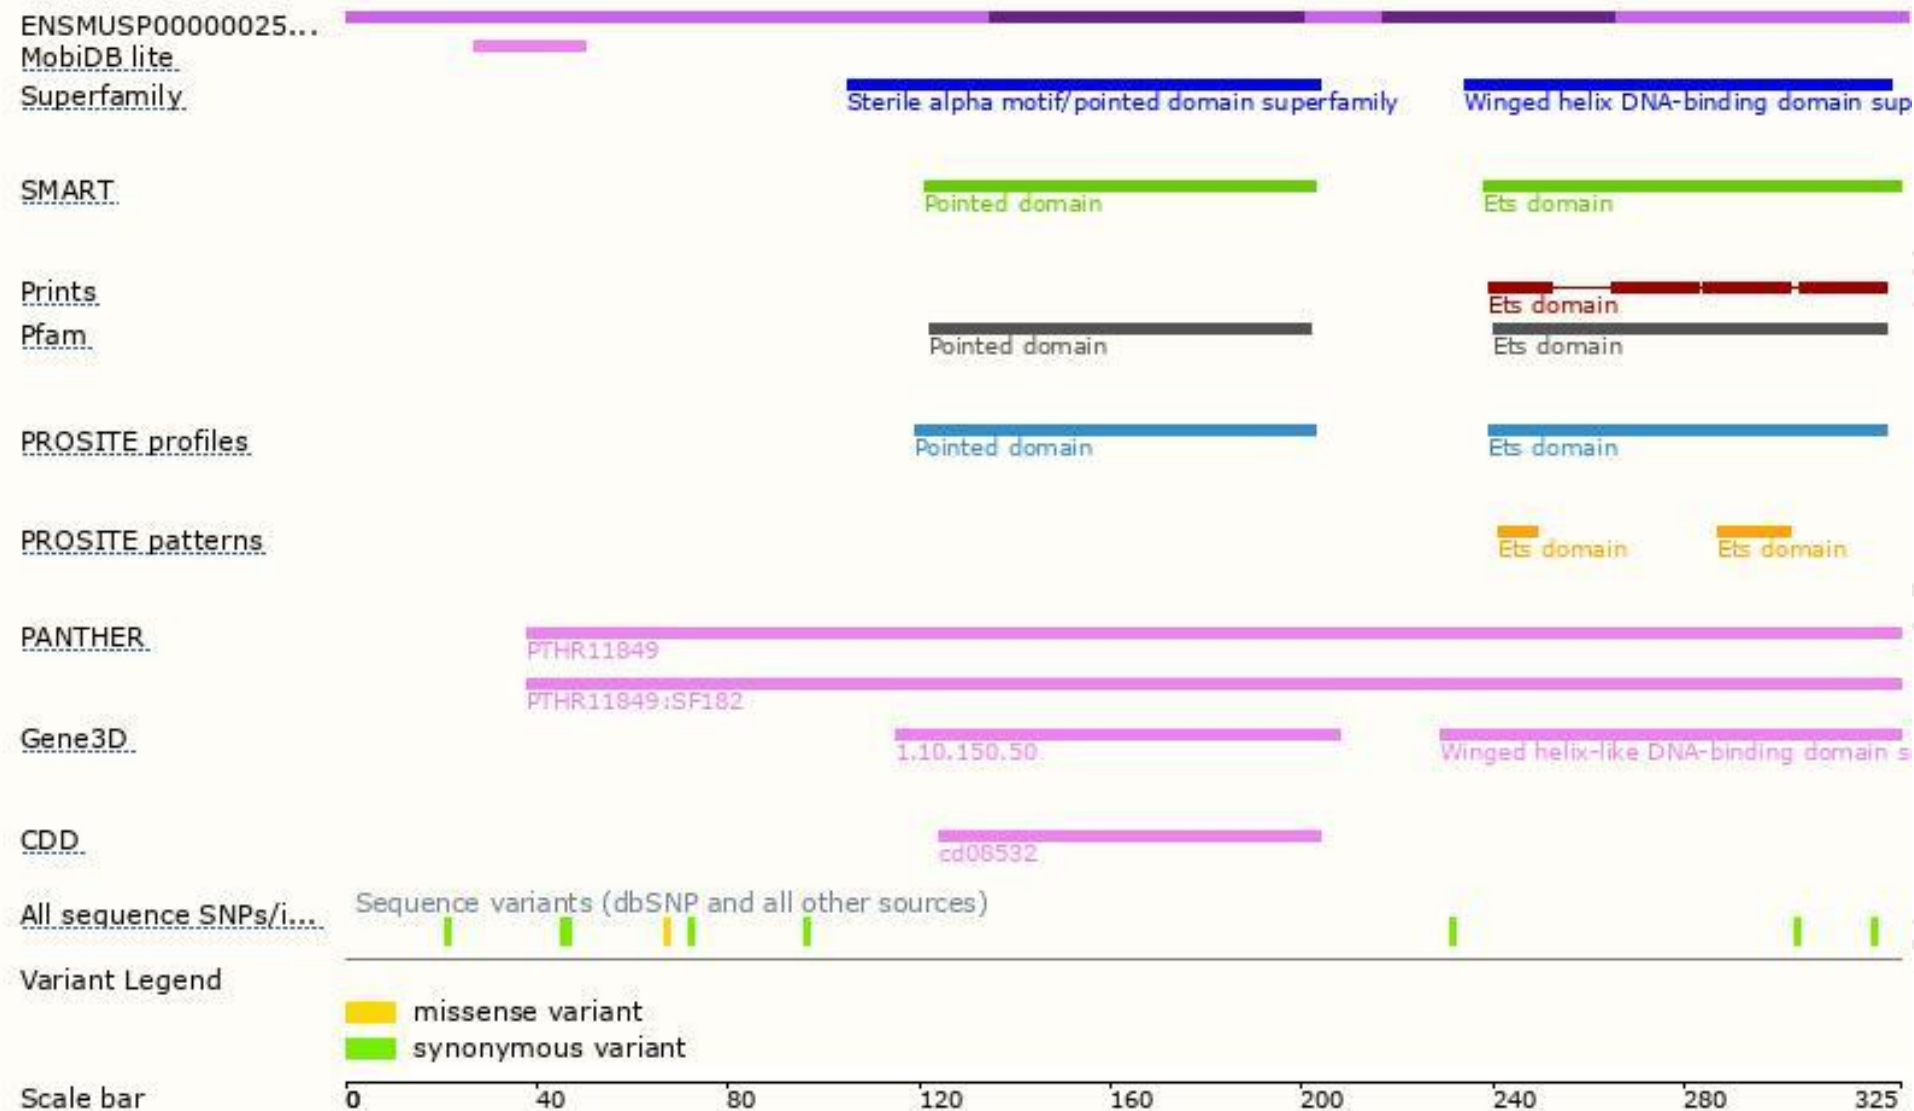 ENSMUSP00000025...
MobiDB lite
Superfamily
Sterile alpha motif/pointed domain superfamily
Winged helix DNA-binding domain sup
SMART
Pointed domain
Ets domain
Prints
Ets domain
Pfam
Pointed domain
Ets domain
PROSITE profiles
Pointed domain
Ets domain
PROSITE patterns
Ets domain
Ets domain
PANTHER
PTHR11849
PTHR11849:SF182
Gene3D
1.10.150.50
Winged helix-like DNA-binding domain s
CDD
cd08532
All sequence SNPs/i...
Sequence variants (dbSNP and all other sources)
Variant Legend
missense variant
synonymous variant
Scale bar
0 40 80 120 160 200 240 280 325